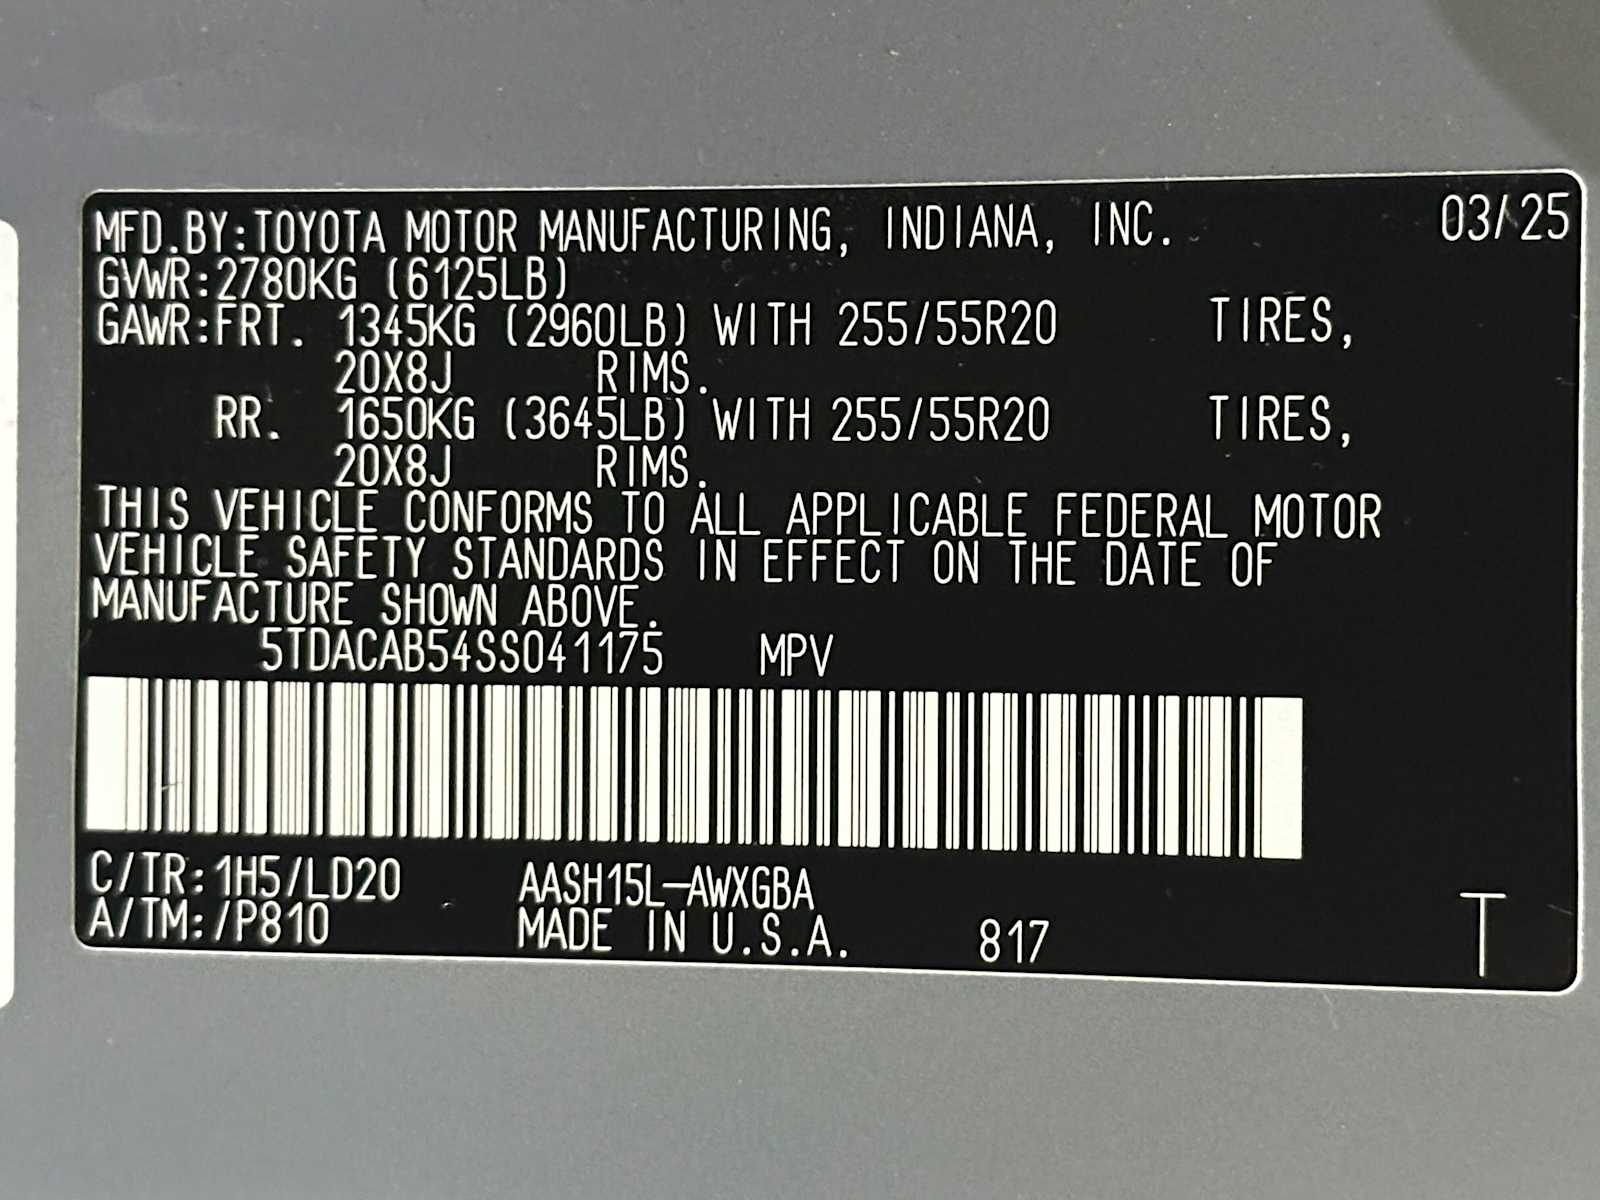 MFD.BY:TOYOTA MOTOR MANUFACTURING, INDIANA, INC. 03/25
GVWR:2780KG (6125LB)
GAWR:FRT. 1345KG (2960LB) WITH 255/55R20 TIRES,
20X8J RIMS.
RR. 1650KG (3645LB) WITH 255/55R20 TIRES,
20X8J RIMS.
THIS VEHICLE CONFORMS TO ALL APPLICABLE FEDERAL MOTOR
VEHICLE SAFETY STANDARDS IN EFFECT ON THE DATE OF
MANUFACTURE SHOWN ABOVE.
5TDACAB54SS041175 MPV
C/TR:1H5/LD20 AASH15L-AWXGBA
A/TM:/P810 MADE IN U.S.A. 817 T